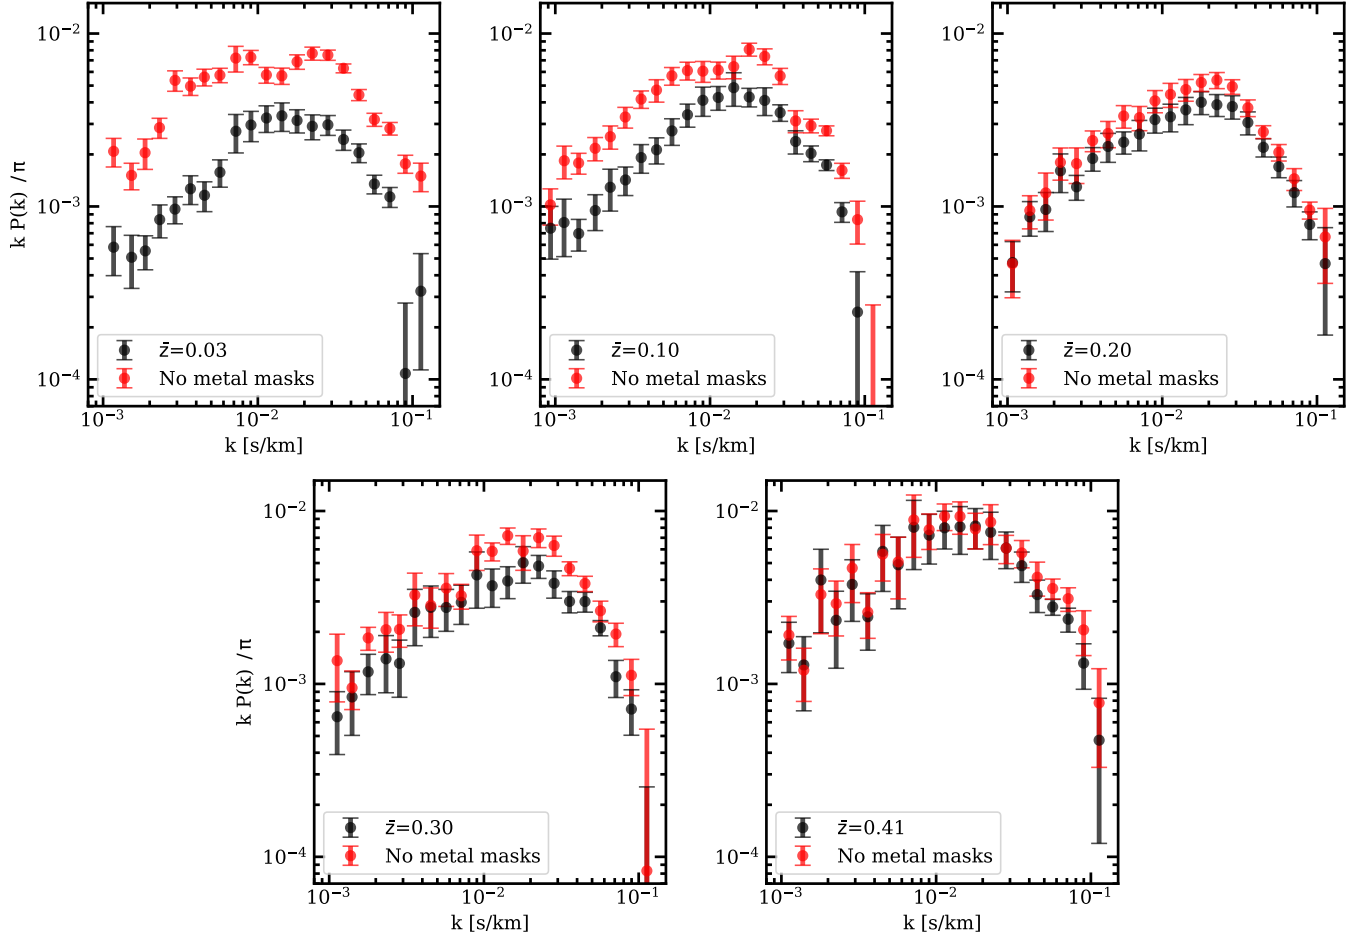 10⁻²
10⁻³
10⁻⁴
k P(k) / π
z̄=0.03
No metal masks
10⁻³
10⁻²
10⁻¹
k [s/km]
10⁻²
10⁻³
10⁻⁴
z̄=0.10
No metal masks
10⁻³
10⁻²
10⁻¹
k [s/km]
10⁻²
10⁻³
10⁻⁴
z̄=0.20
No metal masks
10⁻³
10⁻²
10⁻¹
k [s/km]
10⁻²
10⁻³
10⁻⁴
k P(k) / π
z̄=0.30
No metal masks
10⁻³
10⁻²
10⁻¹
k [s/km]
10⁻²
10⁻³
10⁻⁴
z̄=0.41
No metal masks
10⁻³
10⁻²
10⁻¹
k [s/km]